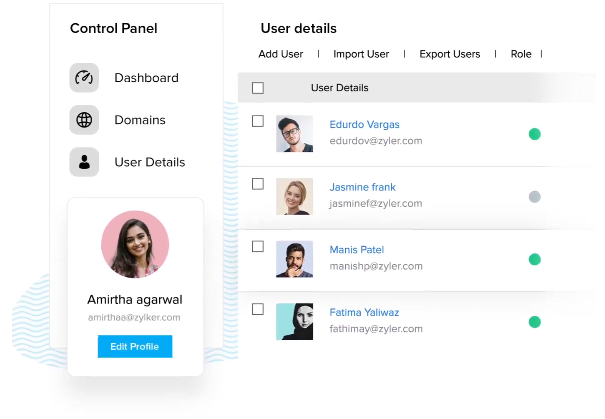 Control Panel
Dashboard
Domains
User Details
Amirtha agarwal
amirthaa@zylker.com
Edit Profile
User details
Add User | Import User | Export Users | Role |
User Details
Edurdo Vargas
edurdov@zyler.com
Jasmine frank
jasminef@zyler.com
Manis Patel
manishp@zyler.com
Fatima Yaliwaz
fathimay@zyler.com